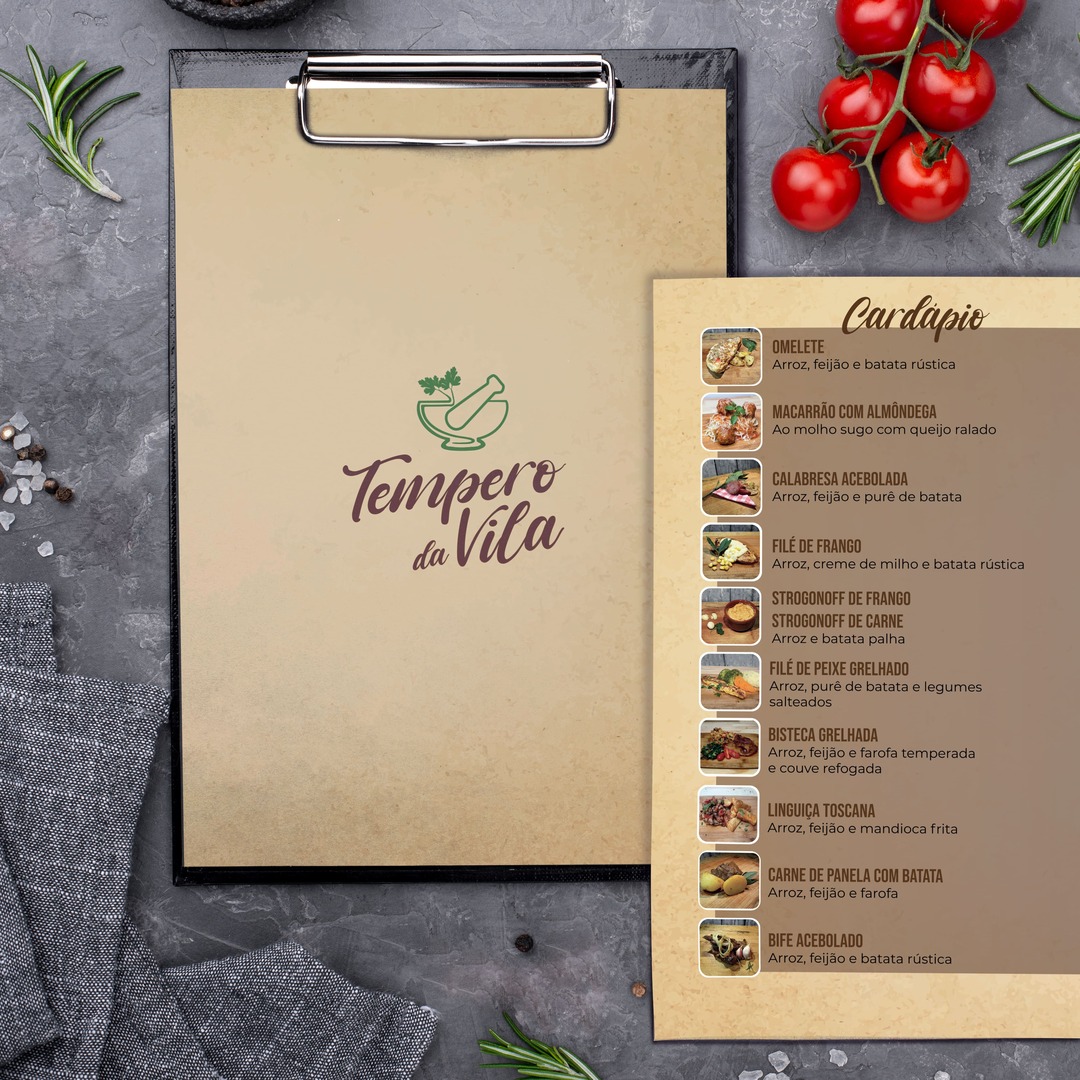 Tempero
da Vila
Cardápio
OMELETE
Arroz, feijão e batata rústica
MACARRÃO COM ALMÔNDEGA
Ao molho sugo com queijo ralado
CALABRESA ACEBOLADA
Arroz, feijão e purê de batata
FILÉ DE FRANGO
Arroz, creme de milho e batata rústica
STROGONOFF DE FRANGO
STROGONOFF DE CARNE
Arroz e batata palha
FILÉ DE PEIXE GRELHADO
Arroz, purê de batata e legumes
salteados
BISTECA GRELHADA
Arroz, feijão e farofa temperada
e couve refogada
LINGUIÇA TOSCANA
Arroz, feijão e mandioca frita
CARNE DE PANELA COM BATATA
Arroz, feijão e farofa
BIFE ACEBOLADO
Arroz, feijão e batata rústica